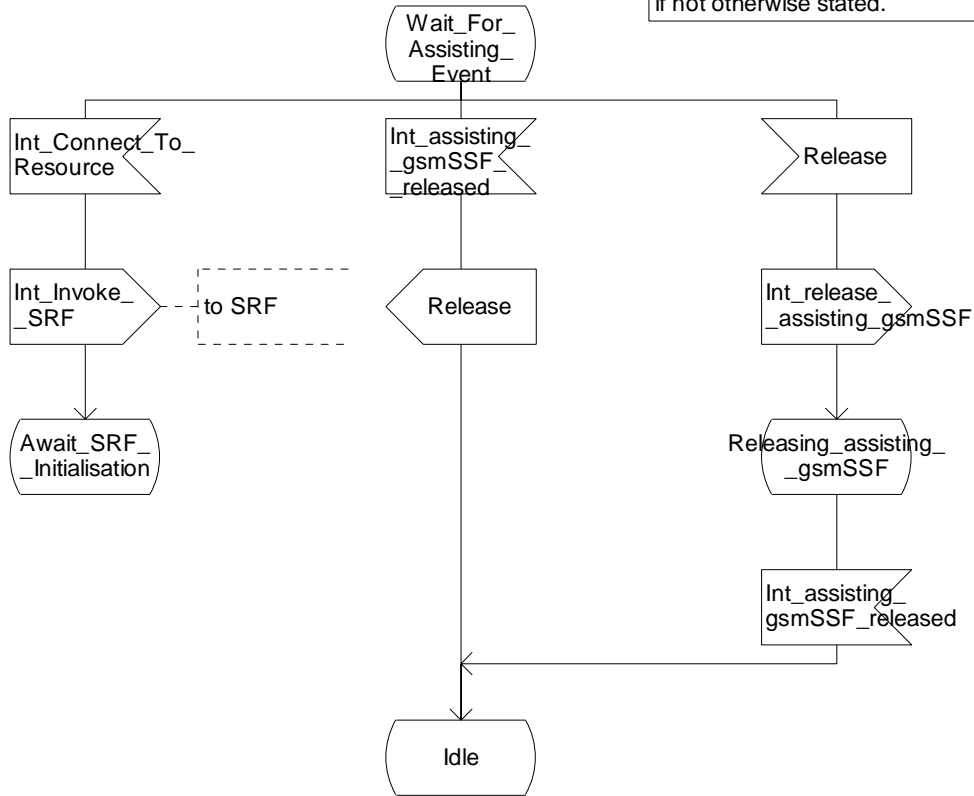 if not otherwise stated.
Wait_For_
Assisting_
Event
Int_Connect_To_
Resource
Int_assisting_
_gsmSSF_
_released
Release
Int_Invoke_
_SRF
to SRF
Release
Int_release_
_assisting_gsmSSF
Await_SRF_
_Initialisation
Releasing_assisting_
_gsmSSF
Int_assisting_
gsmSSF_released
Idle